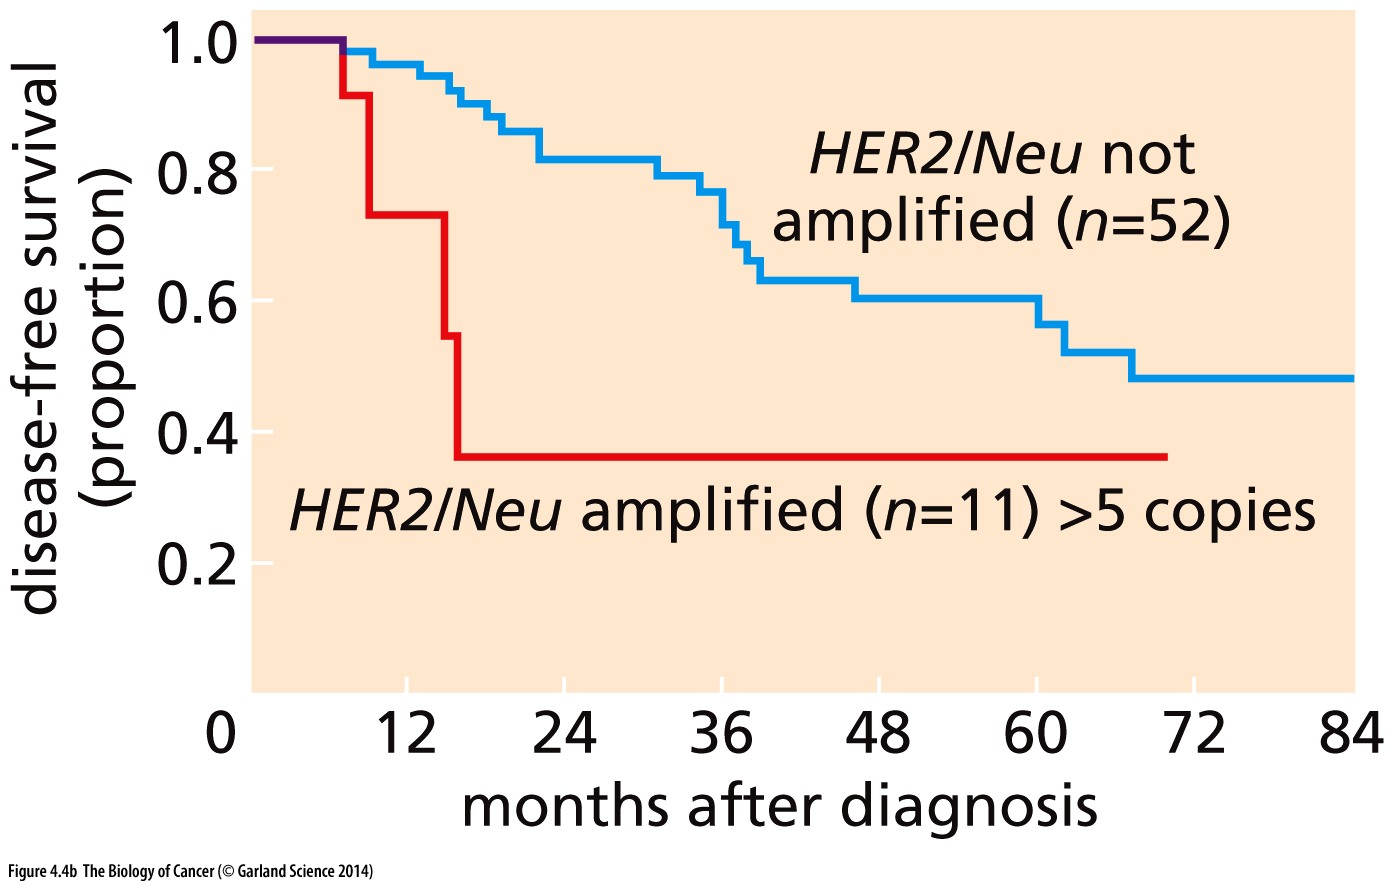 disease-free survival
(proportion)
1.0
0.8
0.6
0.4
0.2
HER2/Neu not
amplified (n=52)
HER2/Neu amplified (n=11) >5 copies
0 12 24 36 48 60 72 84
months after diagnosis
Figure 4.4b The Biology of Cancer (© Garland Science 2014)